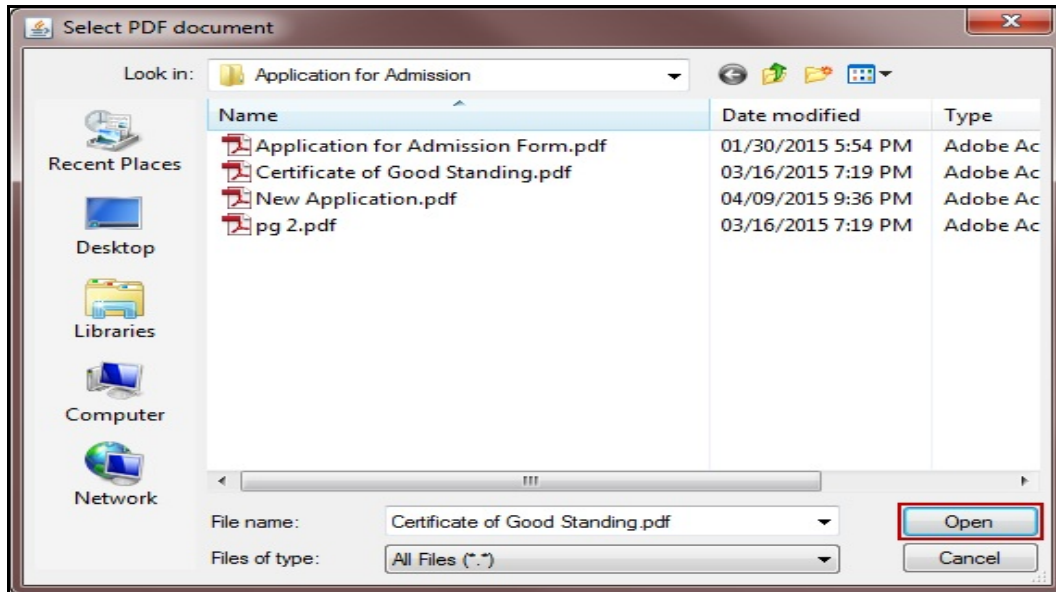 Select PDF document
Look in: Application for Admission
Name Date modified Type
Application for Admission Form.pdf 01/30/2015 5:54 PM Adobe Ac
Certificate of Good Standing.pdf 03/16/2015 7:19 PM Adobe Ac
New Application.pdf 04/09/2015 9:36 PM Adobe Ac
pg 2.pdf 03/16/2015 7:19 PM Adobe Ac
Recent Places
Desktop
Libraries
Computer
Network
File name: Certificate of Good Standing.pdf Open
Files of type: All Files (*.*) Cancel